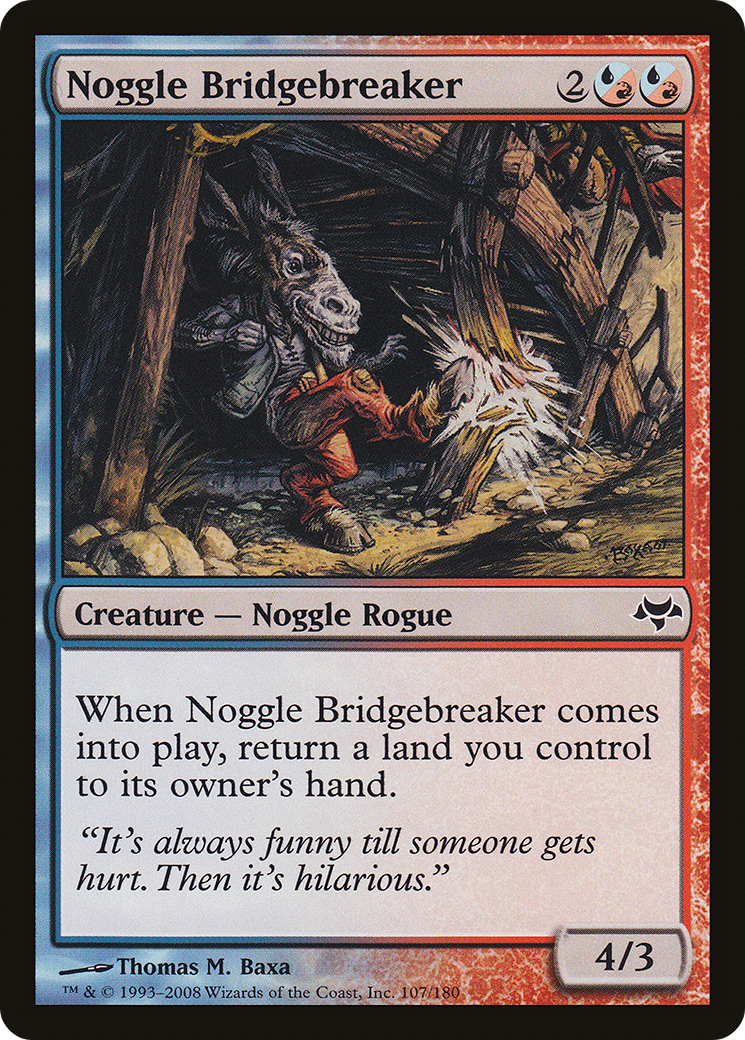 Noggle Bridgebreaker 2
Creature — Noggle Rogue
When Noggle Bridgebreaker comes
into play, return a land you control
to its owner's hand.
“It's always funny till someone gets
hurt. Then it's hilarious.”
4/3
Thomas M. Baxa
™ & © 1993–2008 Wizards of the Coast, Inc. 107/180